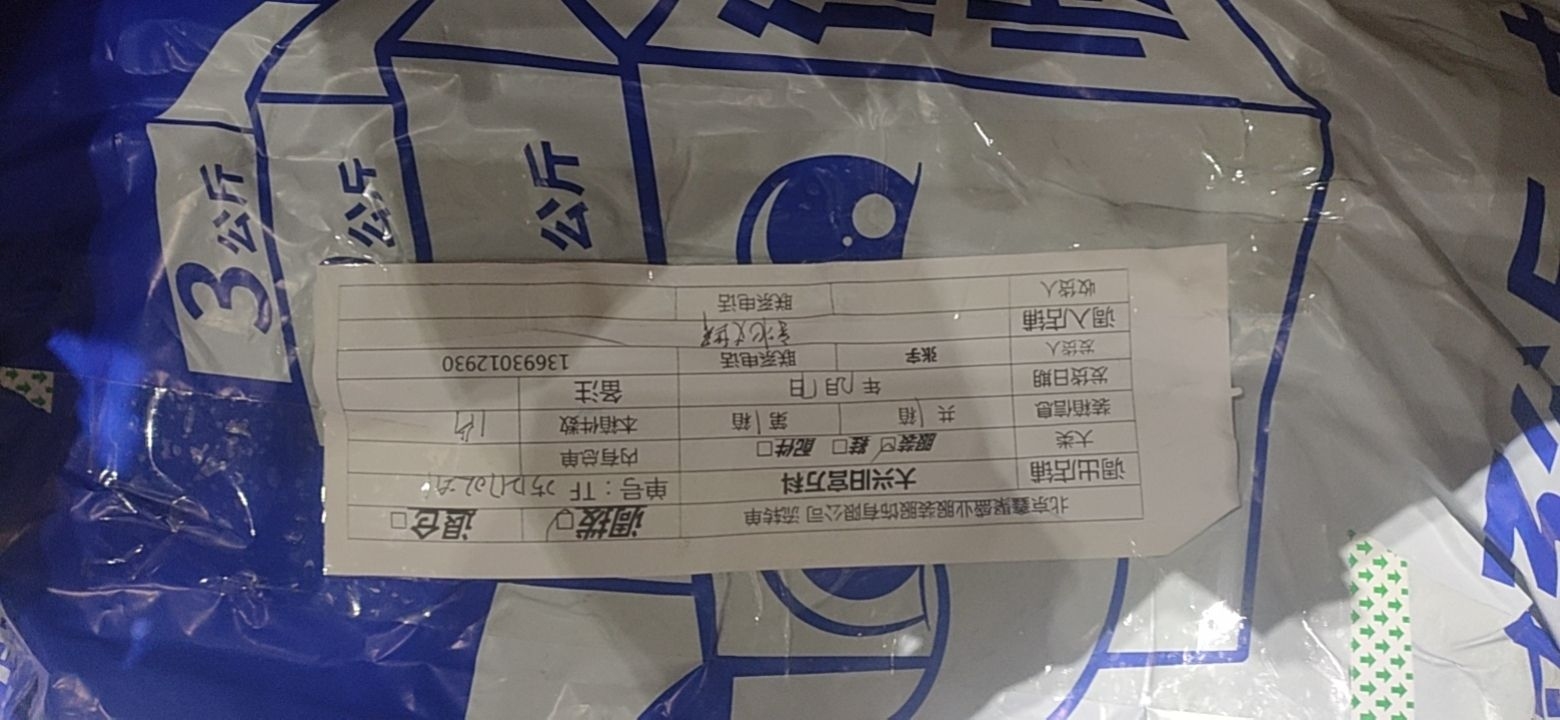 北京鑫聚盛业服装服饰有限公司 流转单 调拨☑ 退仓□
调出店铺 大兴旧宫万科 单号：TF
大类 服装☑ 鞋□ 配件□ 内有总单
装箱信息 共1箱 第1箱 本箱件数
发货日期 年 月 日 备注
发货人 张宇 联系电话 13693012930
调入店铺
收货人 联系电话
3公斤
公斤
公斤